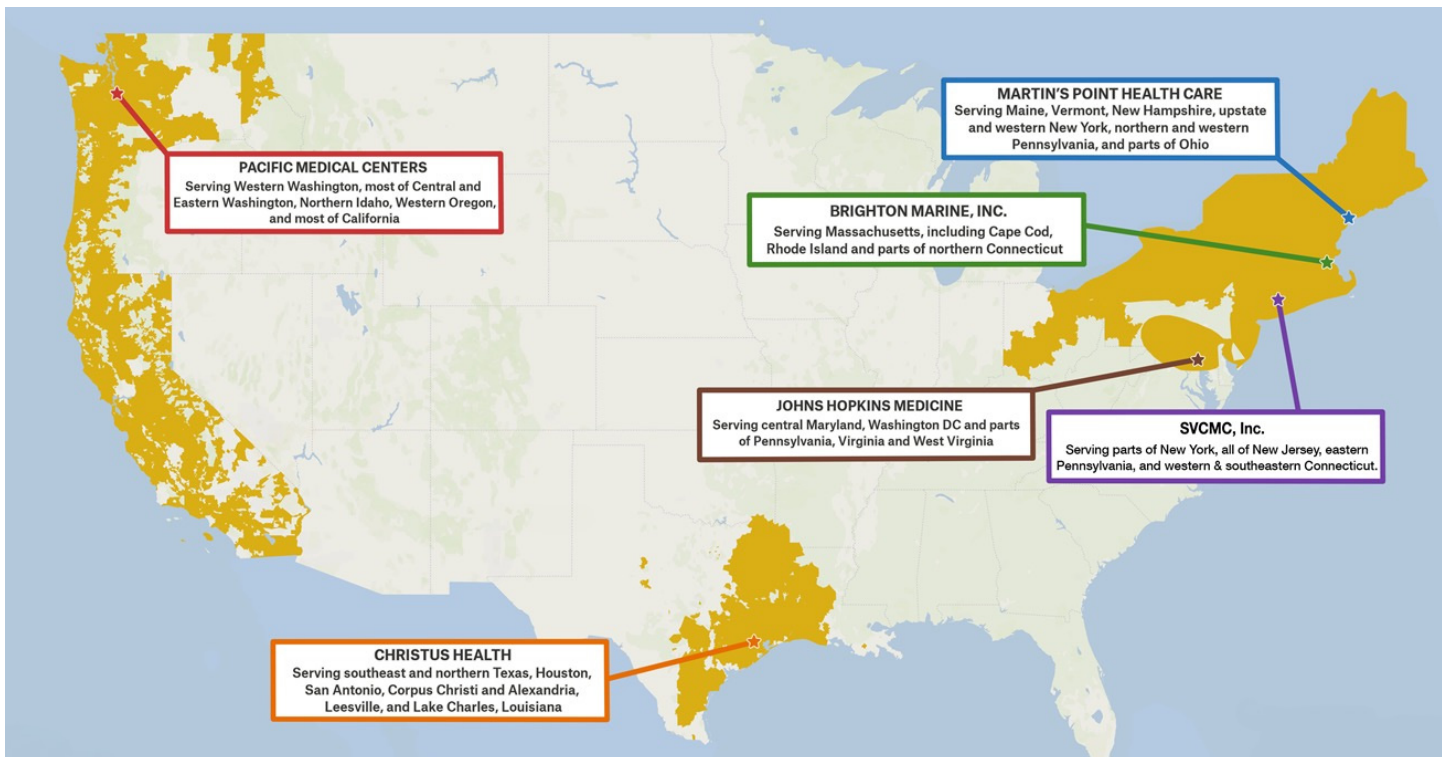 MARTIN'S POINT HEALTH CARE
Serving Maine, Vermont, New Hampshire, upstate
and western New York, northern and western
Pennsylvania, and parts of Ohio
PACIFIC MEDICAL CENTERS
Serving Western Washington, most of Central and
Eastern Washington, Northern Idaho, Western Oregon,
and most of California
BRIGHTON MARINE, INC.
Serving Massachusetts, including Cape Cod,
Rhode Island and parts of northern Connecticut
JOHNS HOPKINS MEDICINE
Serving central Maryland, Washington DC and parts
of Pennsylvania, Virginia and West Virginia
SVCMC, Inc.
Serving parts of New York, all of New Jersey, eastern
Pennsylvania, and western & southeastern Connecticut.
CHRISTUS HEALTH
Serving southeast and northern Texas, Houston,
San Antonio, Corpus Christi and Alexandria,
Leesville, and Lake Charles, Louisiana